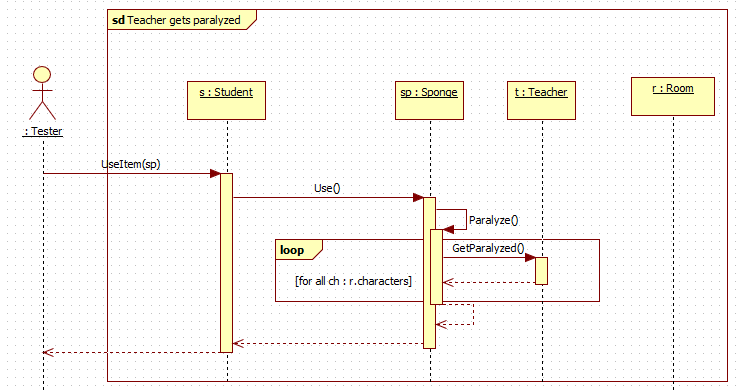 sd Teacher gets paralyzed
s : Student
sp : Sponge
t : Teacher
r : Room
: Tester
UseItem(sp)
Use()
Paralyze()
loop
GetParalyzed()
[for all ch : r.characters]